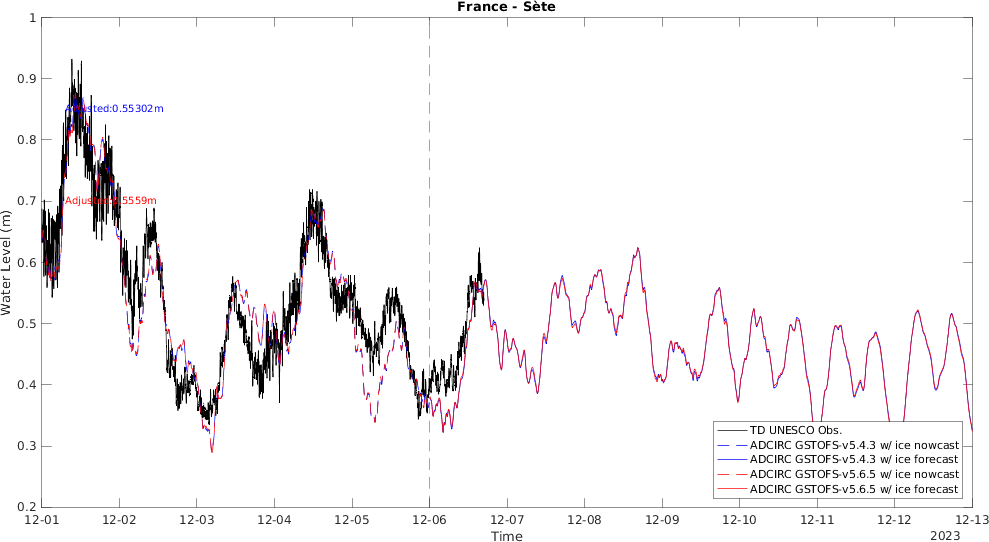 France - Sète
Water Level (m)
1
0.9
0.8
0.7
0.6
0.5
0.4
0.3
0.2
Adjusted:0.55302m
Adjusted:0.5559m
TD UNESCO Obs.
ADCIRC GSTOFS-v5.4.3 w/ ice nowcast
ADCIRC GSTOFS-v5.4.3 w/ ice forecast
ADCIRC GSTOFS-v5.6.5 w/ ice nowcast
ADCIRC GSTOFS-v5.6.5 w/ ice forecast
12-01 12-02 12-03 12-04 12-05 12-06 12-07 12-08 12-09 12-10 12-11 12-12 12-13
Time
2023